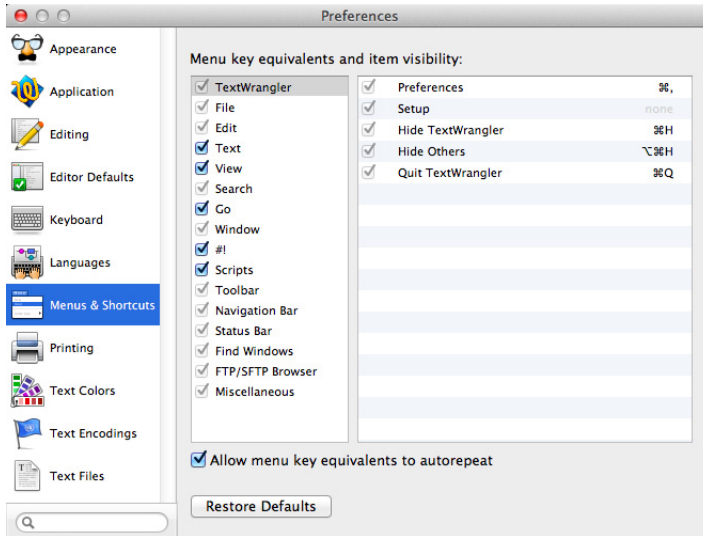 Preferences
Appearance
Application
Editing
Editor Defaults
Keyboard
Languages
Menus & Shortcuts
Printing
Text Colors
Text Encodings
Text Files
Menu key equivalents and item visibility:
TextWrangler
File
Edit
Text
View
Search
Go
Window
#!
Scripts
Toolbar
Navigation Bar
Status Bar
Find Windows
FTP/SFTP Browser
Miscellaneous
Preferences ⌘,
Setup none
Hide TextWrangler ⌘H
Hide Others ⌥⌘H
Quit TextWrangler ⌘Q
Allow menu key equivalents to autorepeat
Restore Defaults